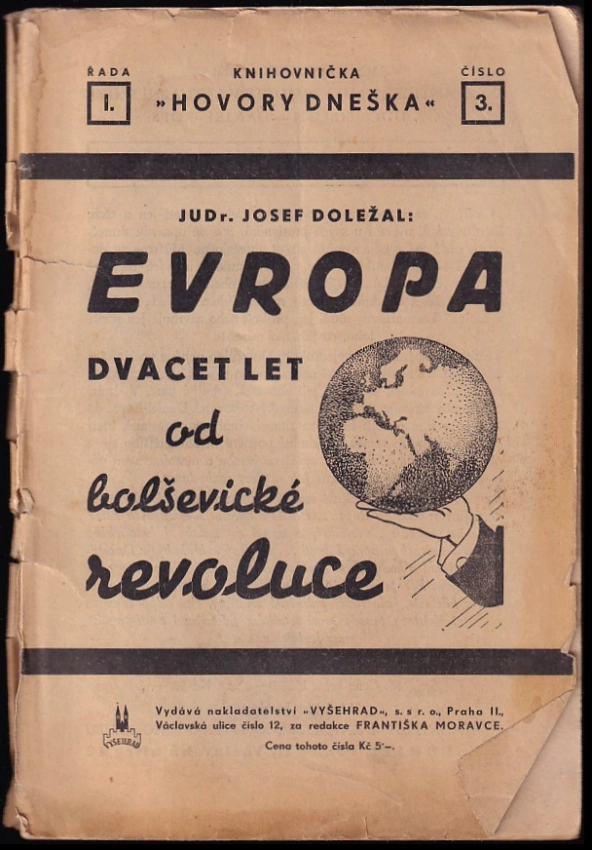 ŘADA
I.
KNIHOVNIČKA
»HOVORY DNEŠKA«
ČÍSLO
3.
JUDr. JOSEF DOLEŽAL:
EVROPA
DVACET LET
od
bolševické
revoluce
VYŠEHRAD
Vydává nakladatelství »VYŠEHRAD«, s. s r. o., Praha II.,
Václavská ulice číslo 12, za redakce FRANTIŠKA MORAVCE.
Cena tohoto čísla Kč 5·–.